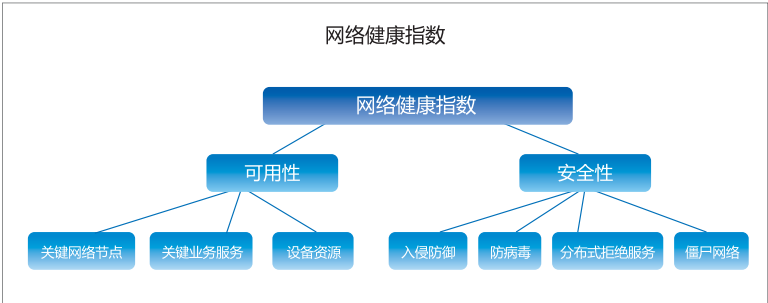 网络健康指数
网络健康指数
可用性
安全性
关键网络节点
关键业务服务
设备资源
入侵防御
防病毒
分布式拒绝服务
僵尸网络